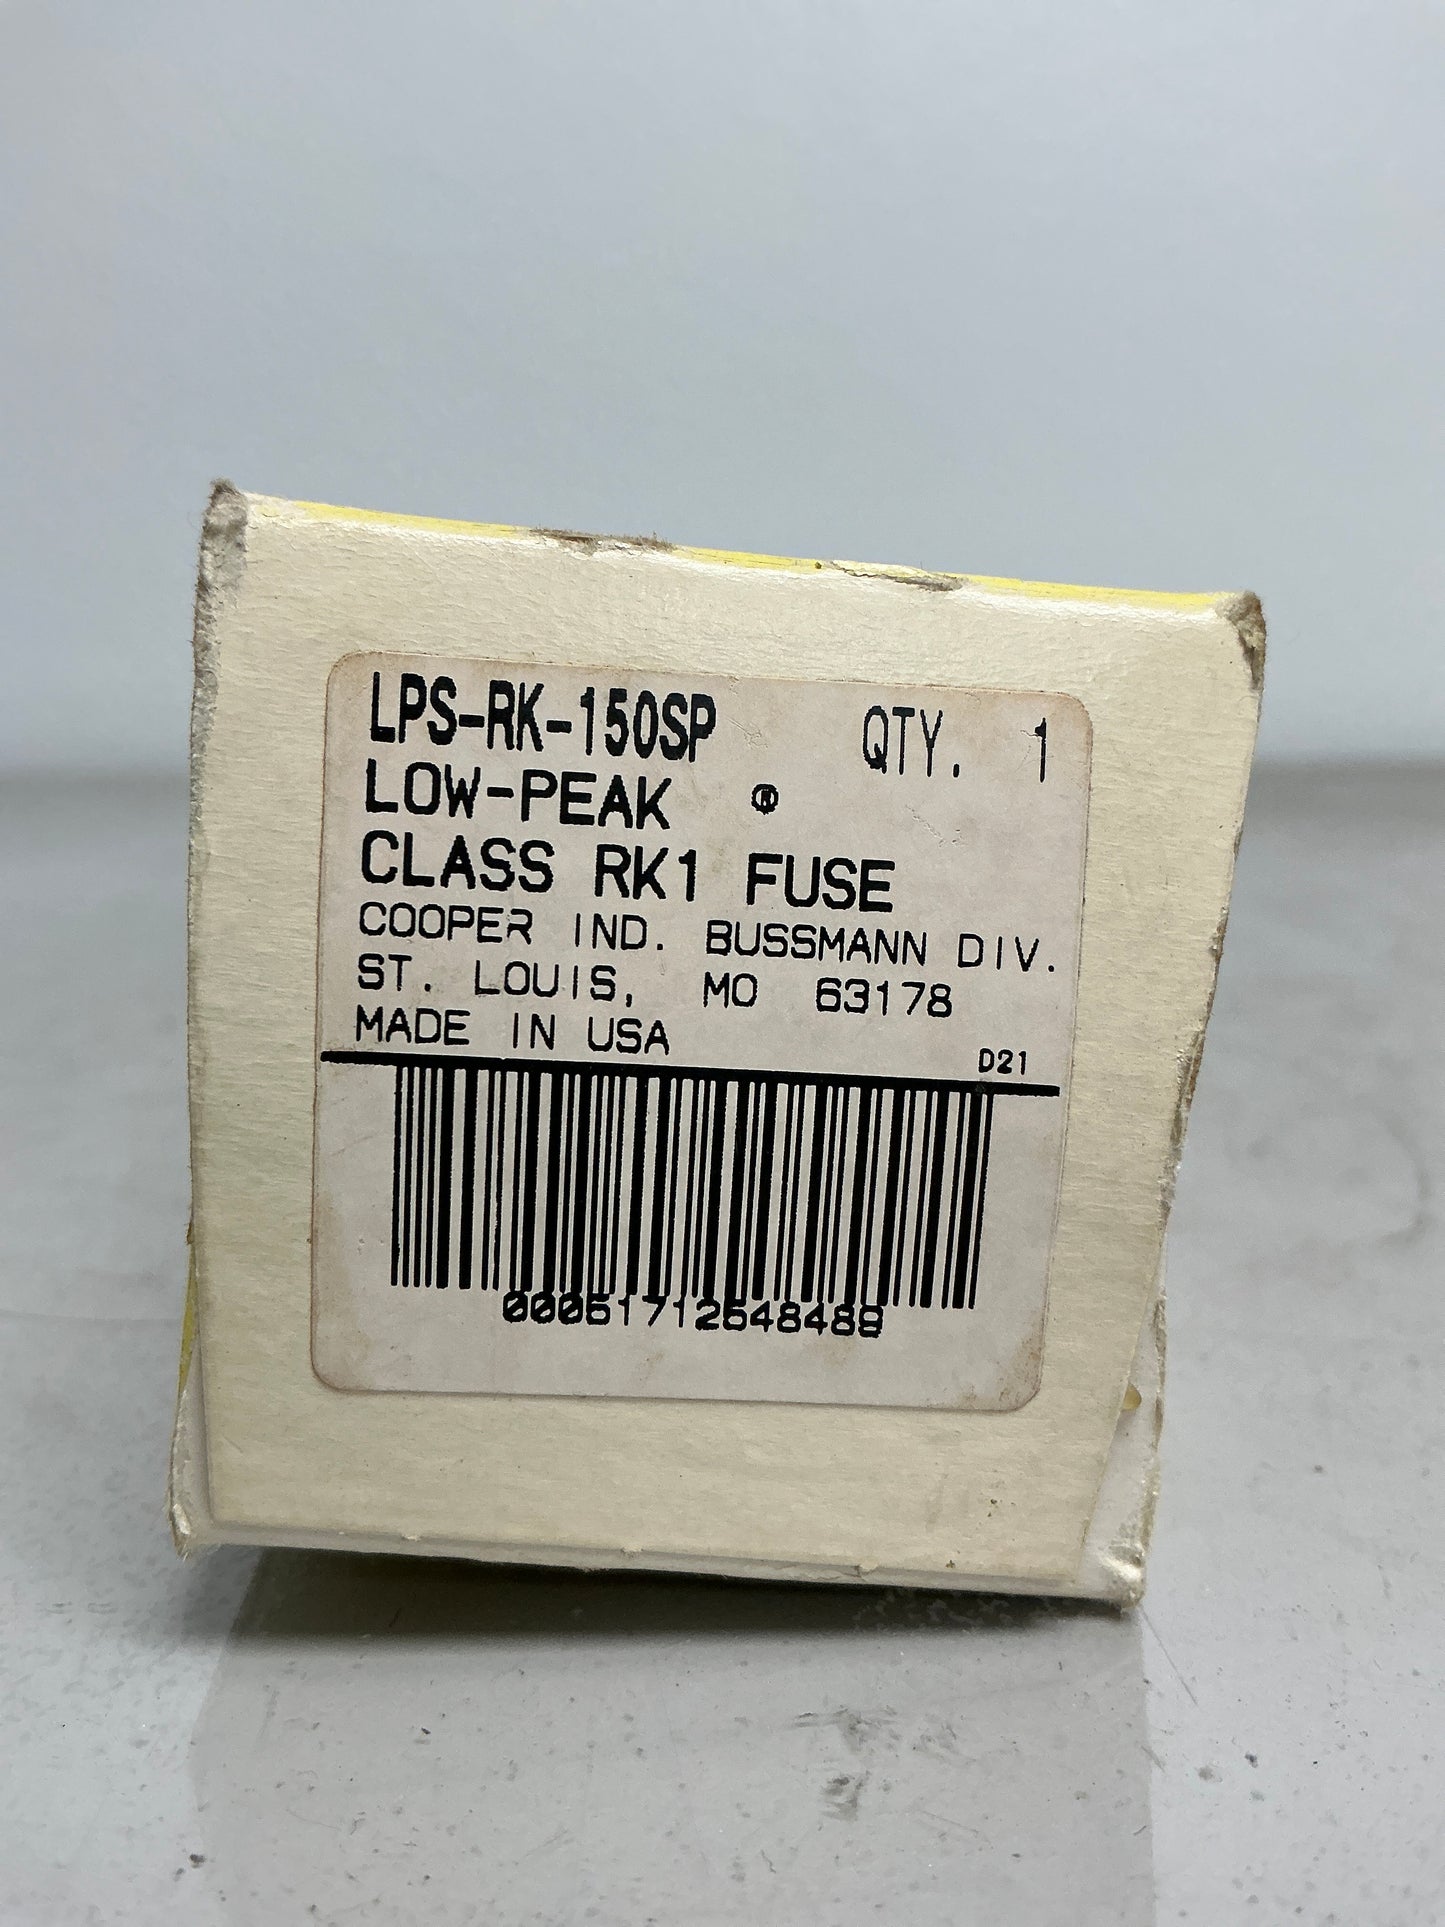 LPS-RK-150SP QTY. 1
LOW-PEAK ®
CLASS RK1 FUSE
COOPER IND. BUSSMANN DIV.
ST. LOUIS, MO 63178
MADE IN USA D21